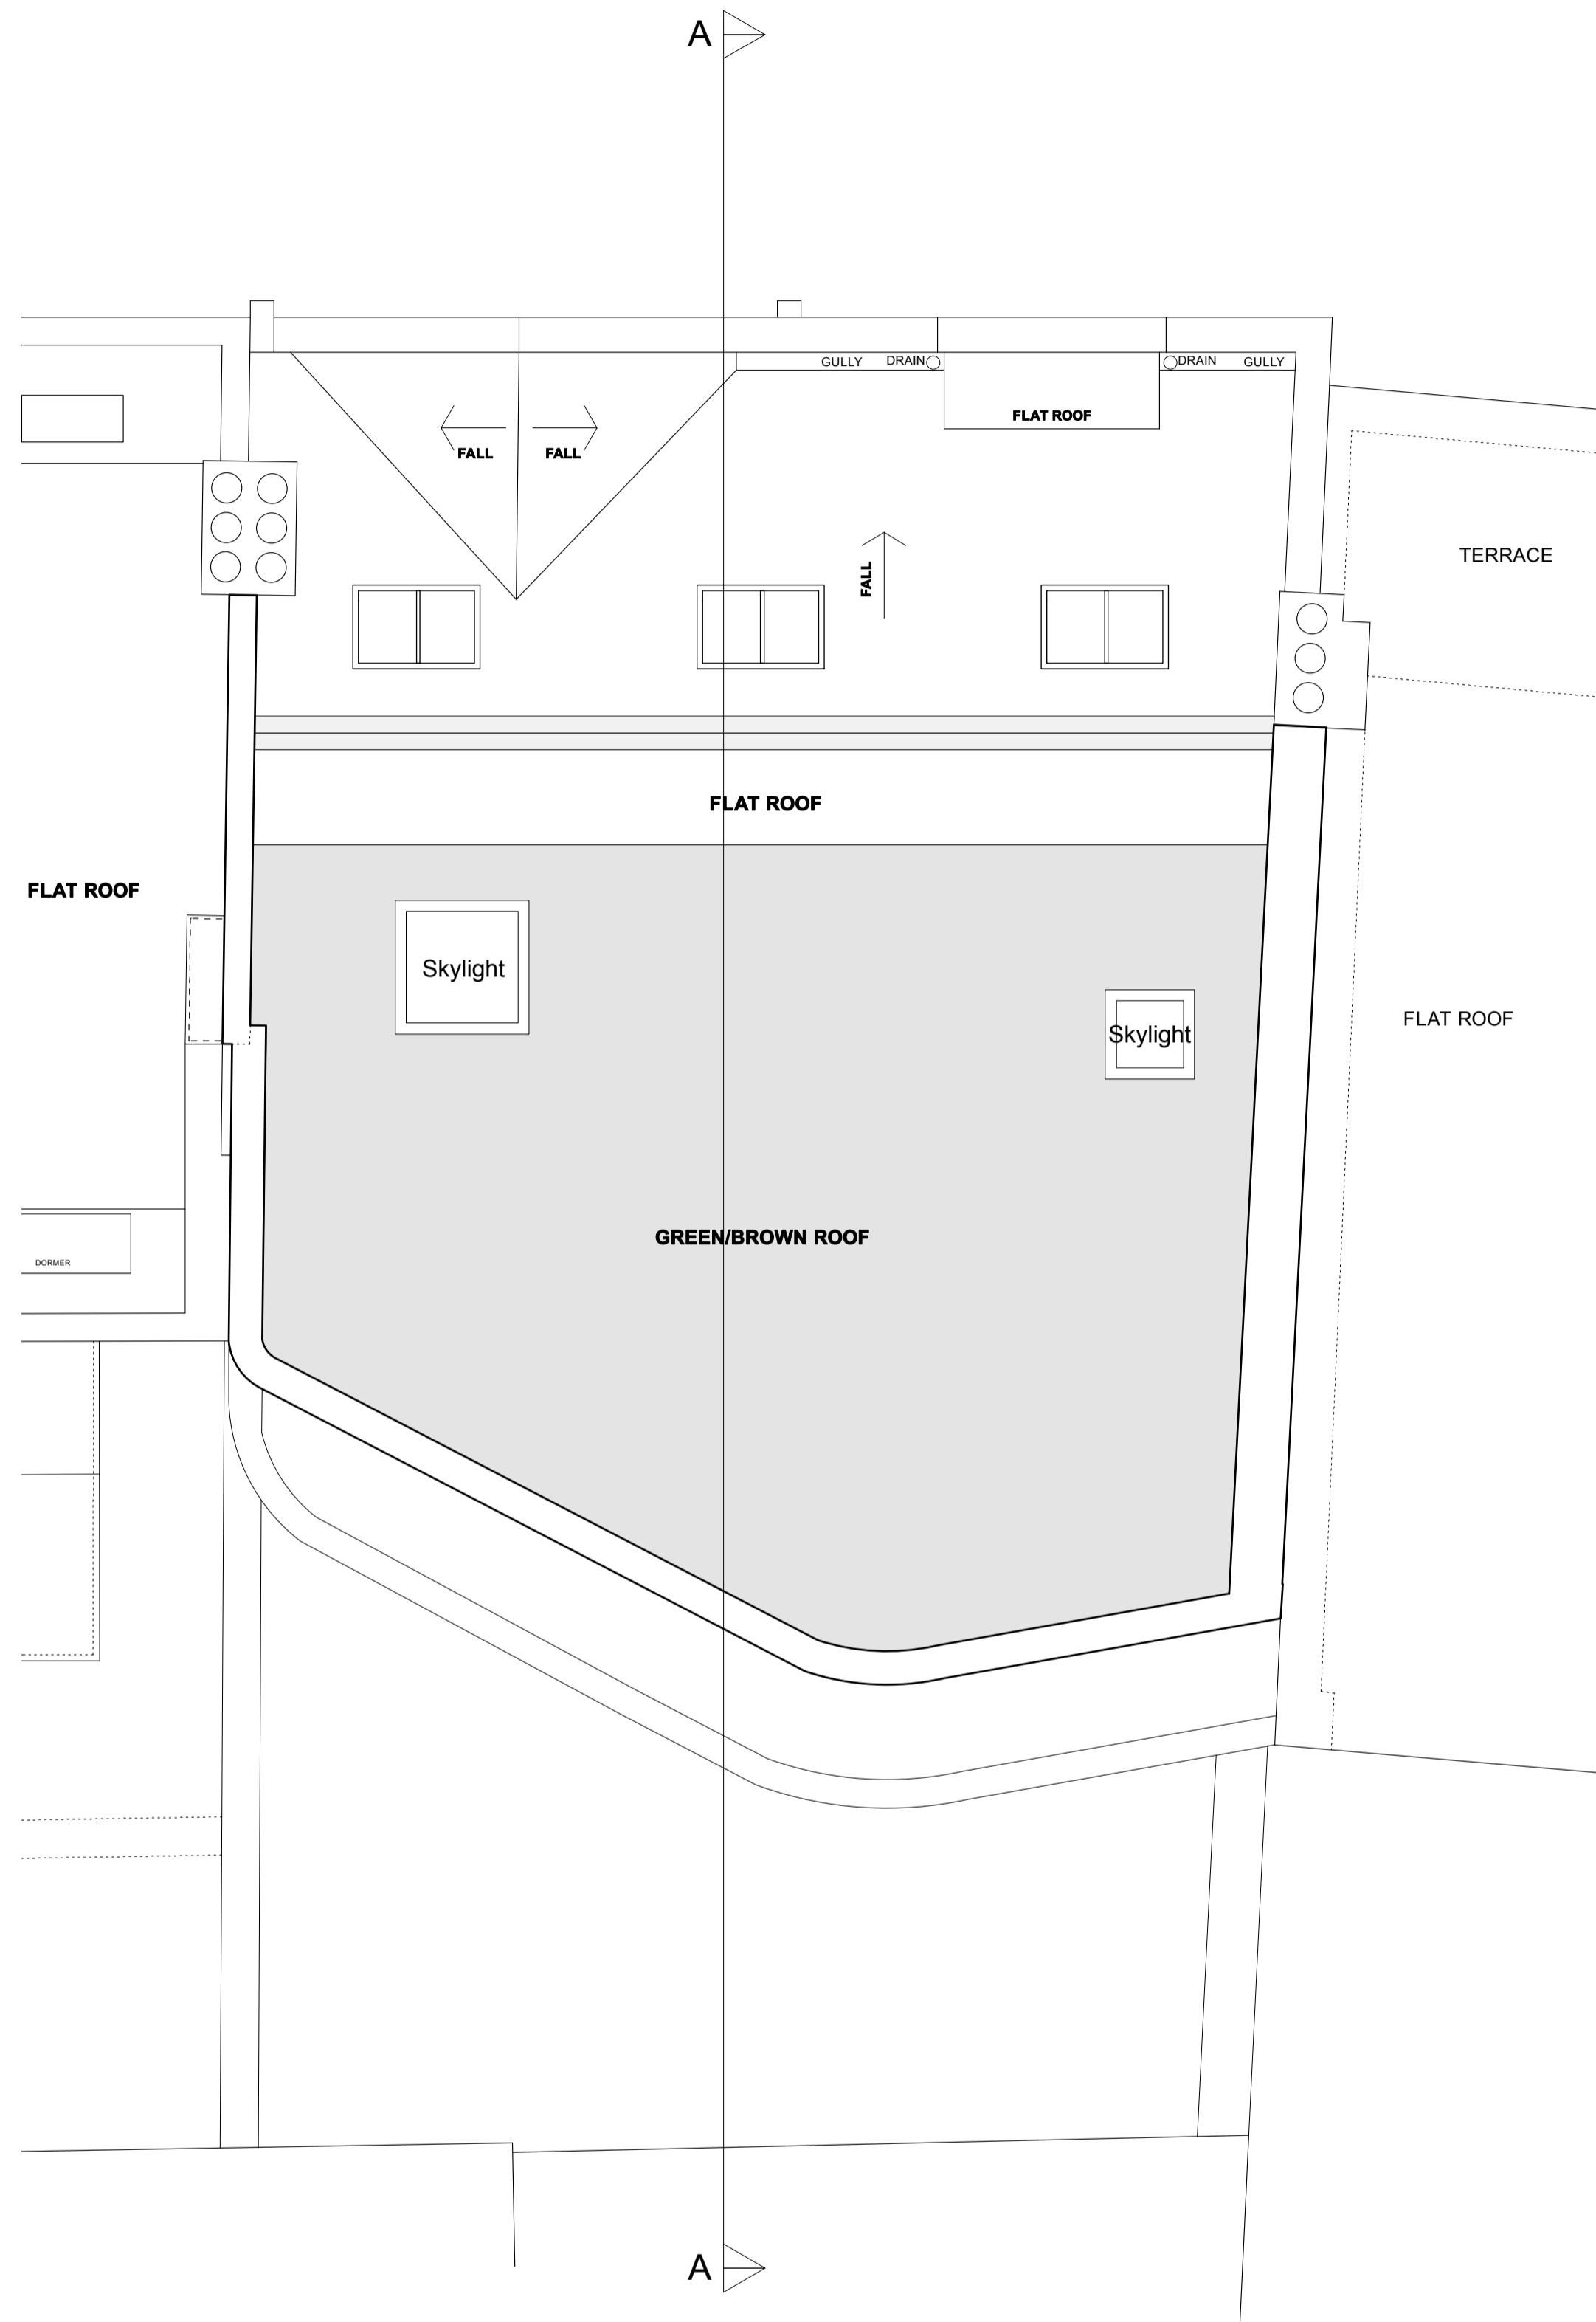 A
GULLY
DRAIN
DRAIN
GULLY
FLAT ROOF
FALL
FALL
TERRACE
FALL
FLAT ROOF
FLAT ROOF
Skylight
FLAT ROOF
Skylight
GREEN/BROWN ROOF
DORMER
A